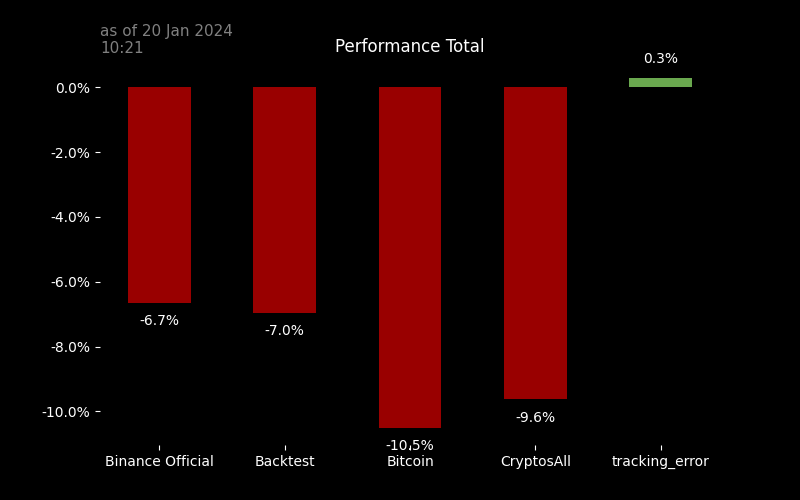 as of 20 Jan 2024
10:21
Performance Total
0.3%
0.0%
-2.0%
-4.0%
-6.0%
-8.0%
-10.0%
-6.7%
-7.0%
-10.5%
-9.6%
Binance Official
Backtest
Bitcoin
CryptosAll
tracking_error